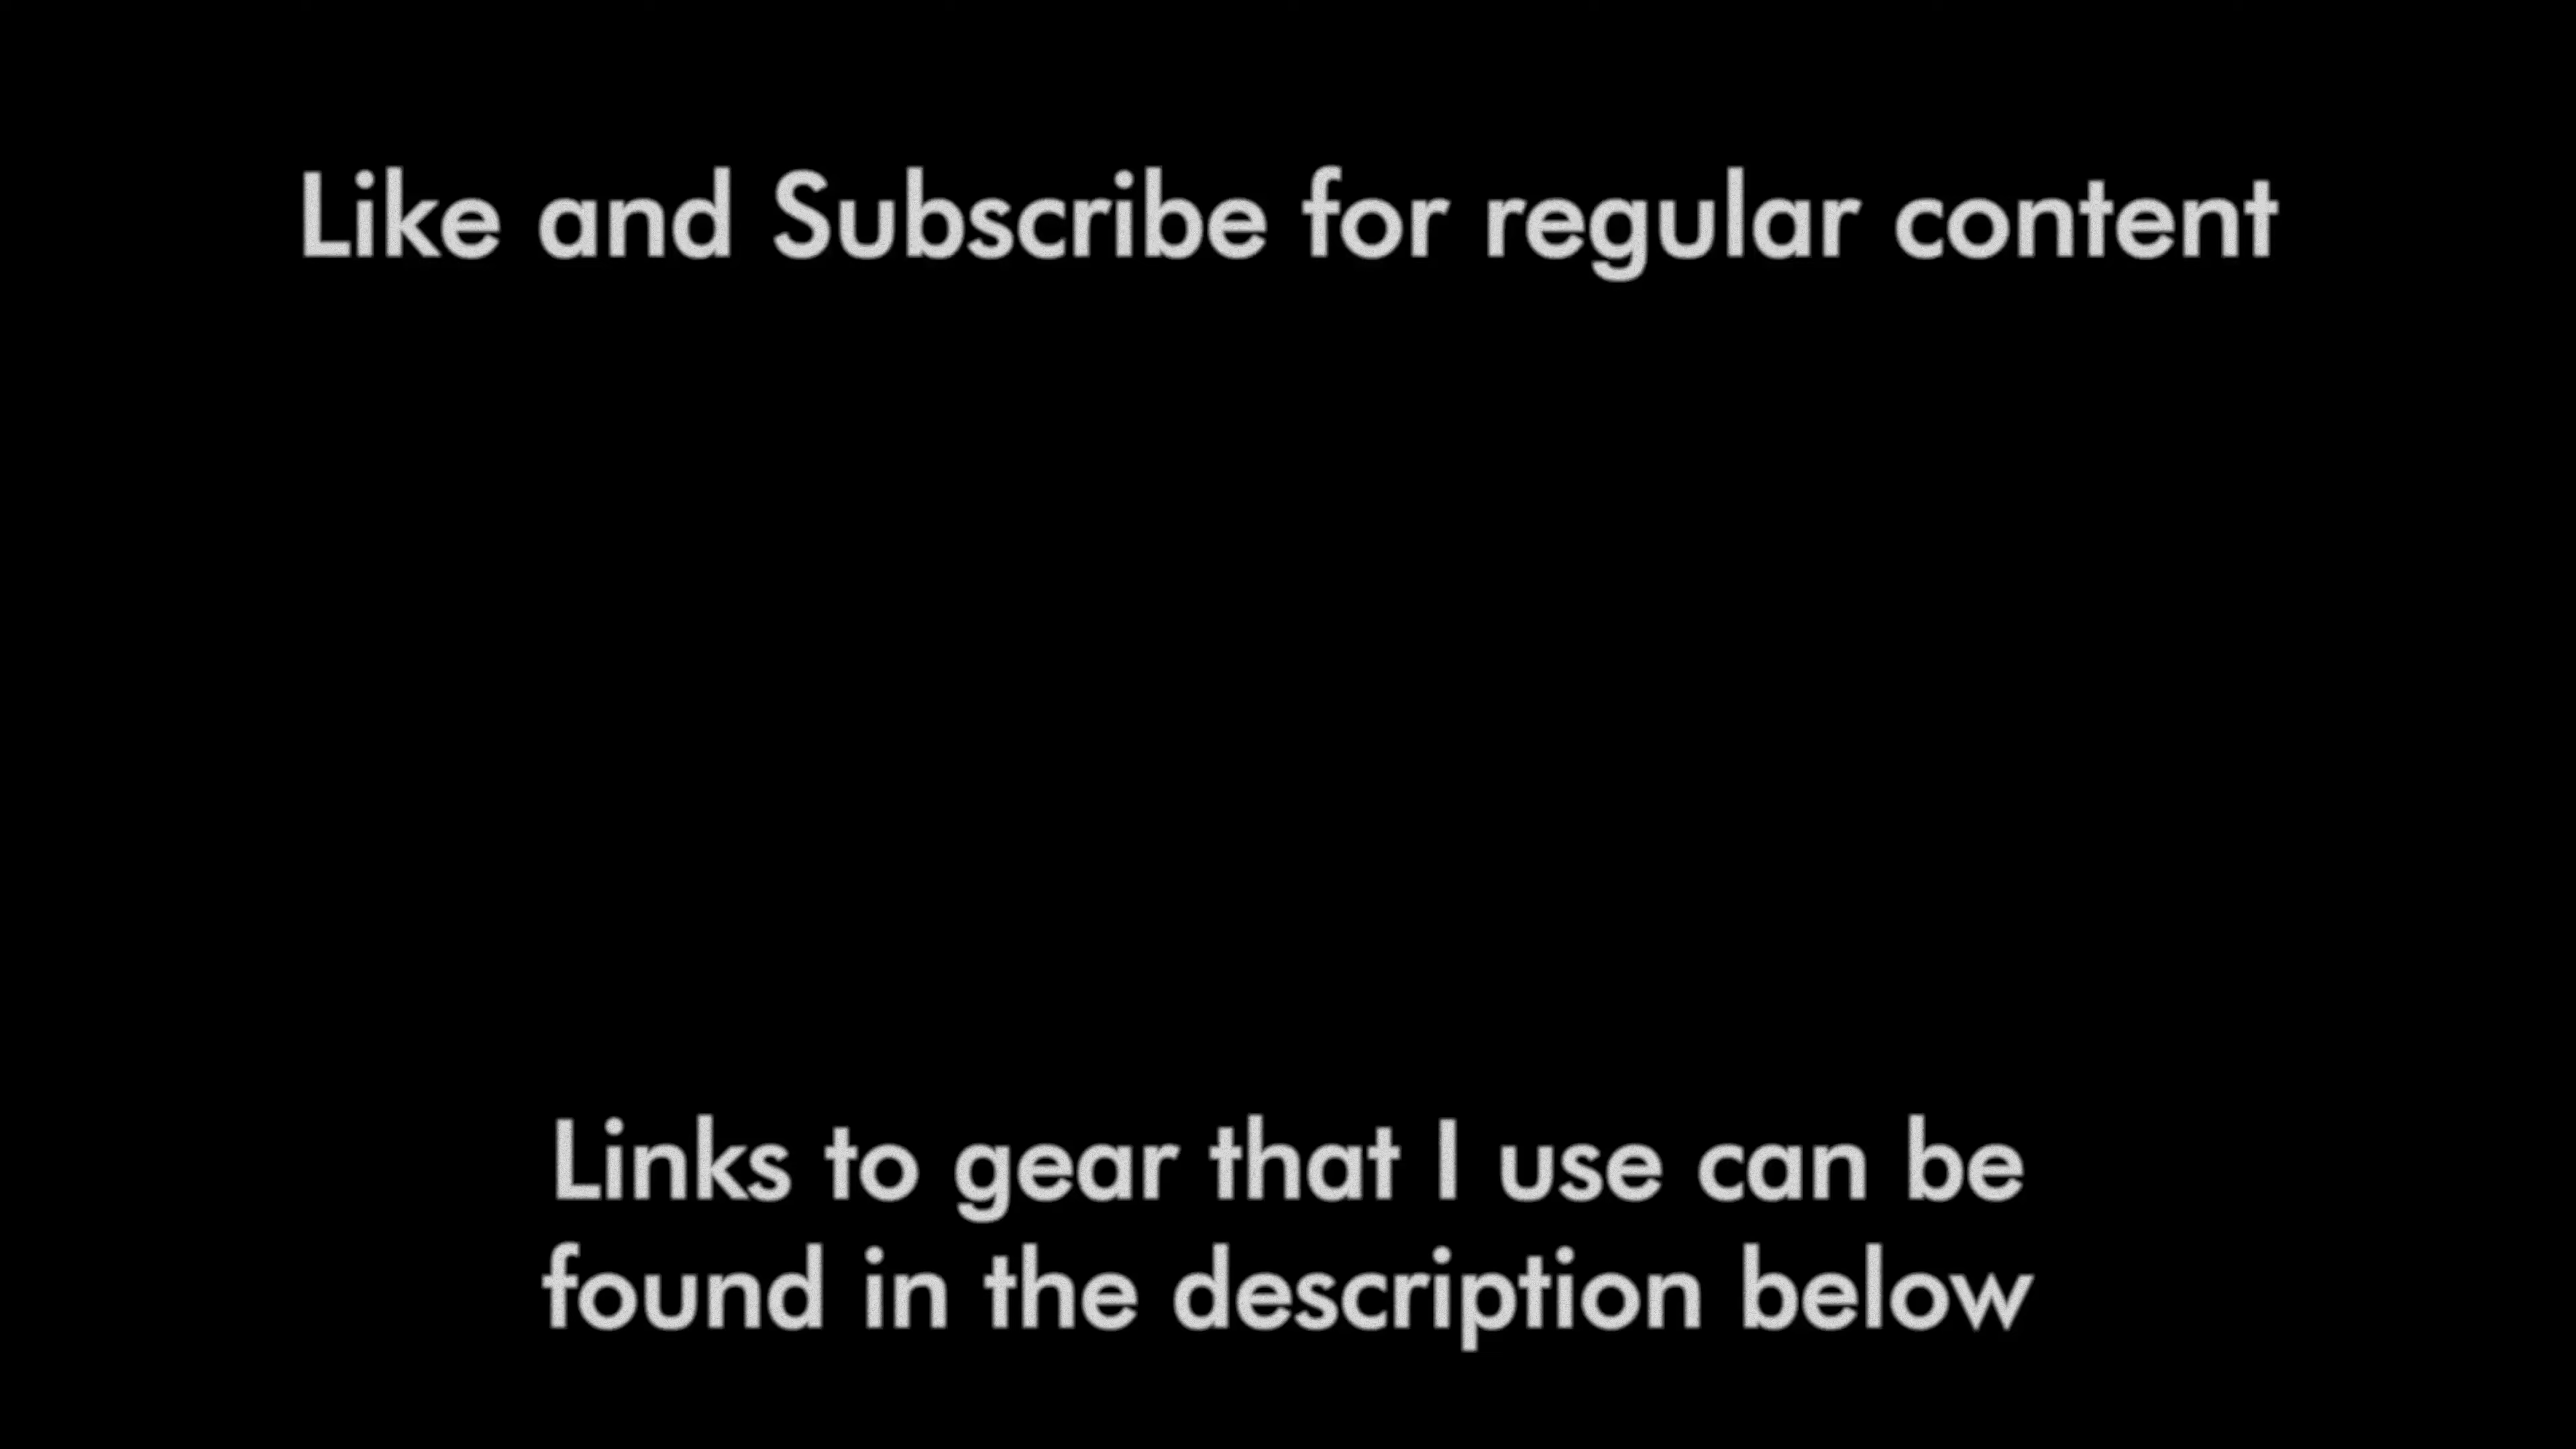 Like and Subscribe for regular content
Links to gear that I use can be
found in the description below